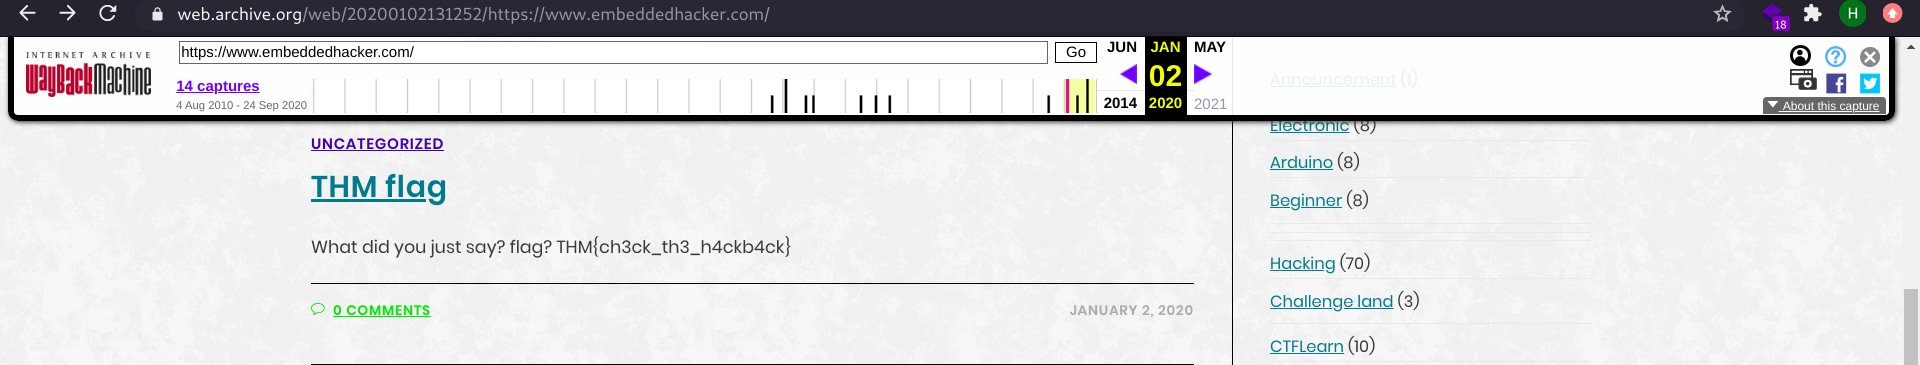 web.archive.org/web/20200102131252/https://www.embeddedhacker.com/
18
H
INTERNET ARCHIVE
WayBackMachine
https://www.embeddedhacker.com/
Go
JUN JAN MAY
14 captures
02
4 Aug 2010 - 24 Sep 2020
2014 2020 2021
About this capture
Announcement (1)
Electronic (8)
UNCATEGORIZED
Arduino (8)
THM flag
Beginner (8)
What did you just say? flag? THM{ch3ck_th3_h4ckb4ck}
Hacking (70)
Challenge land (3)
0 COMMENTS
JANUARY 2, 2020
CTFLearn (10)